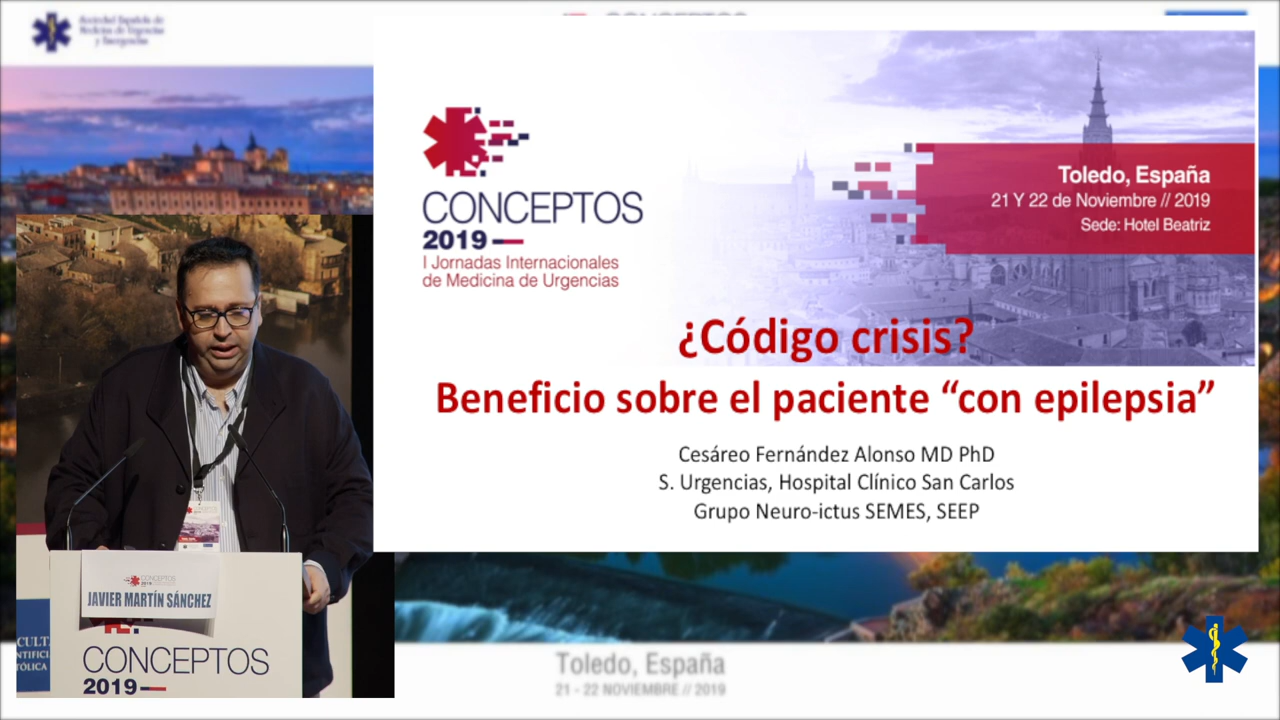 Sociedad Española de
Medicina de Urgencias
y Emergencias
CONCEPTOS
2019
I Jornadas Internacionales
de Medicina de Urgencias
Toledo, España
21 Y 22 de Noviembre // 2019
Sede: Hotel Beatriz
¿Código crisis?
Beneficio sobre el paciente “con epilepsia”
Cesáreo Fernández Alonso MD PhD
S. Urgencias, Hospital Clínico San Carlos
Grupo Neuro-ictus SEMES, SEEP
CONCEPTOS
2019
JAVIER MARTÍN SÁNCHEZ
CONCEPTOS
2019
Toledo, España
21 - 22 NOVIEMBRE // 2019